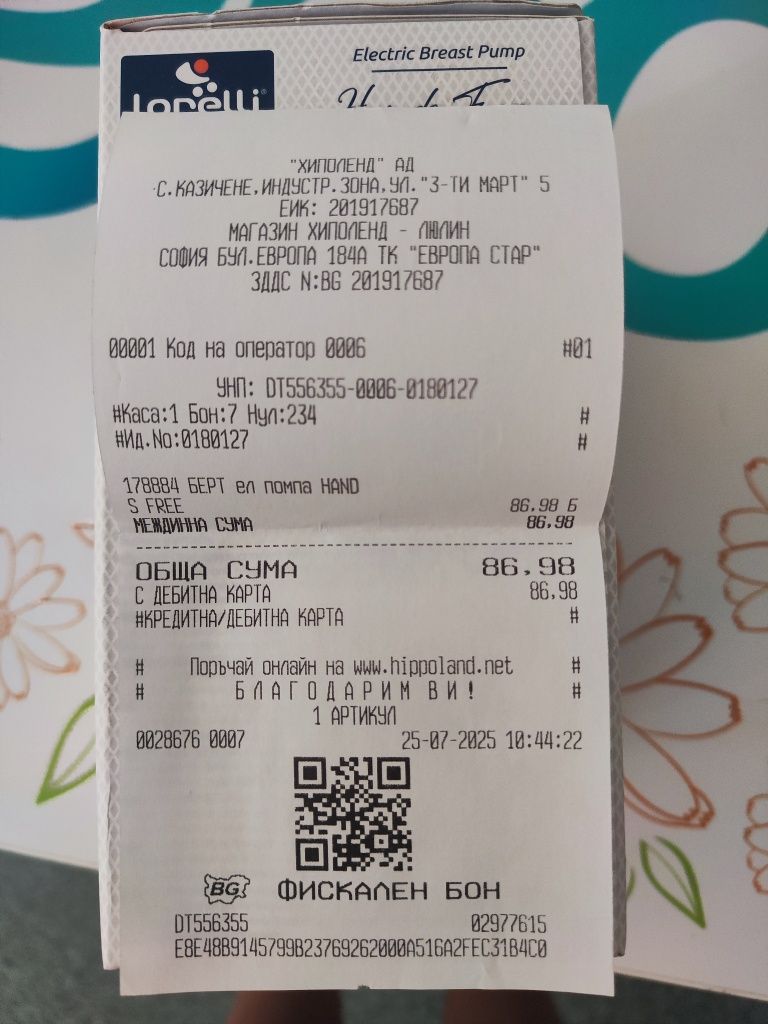 Lorelli
Electric Breast Pump
"ХИПОЛЕНД" АД
С.КАЗИЧЕНЕ,ИНДУСТР.ЗОНА,УЛ."3-ТИ МАРТ" 5
ЕИК: 201917687
МАГАЗИН ХИПОЛЕНД - ЛЮЛИН
СОФИЯ БУЛ.ЕВРОПА 184А ТК "ЕВРОПА СТАР"
ЗДДС N:BG 201917687
00001 Код на оператор 0006 #01
УНП: DT556355-0006-0180127
#Каса:1 Бон:7 Нул:234 #
#Ид.No:0180127 #
178884 БЕРТ ел помпа HAND
S FREE 86.98 Б
МЕЖДИННА СУМА 86.98
ОБЩА СУМА 86.98
С ДЕБИТНА КАРТА 86.98
#КРЕДИТНА/ДЕБИТНА КАРТА #
# Поръчай онлайн на www.hippoland.net #
# БЛАГОДАРИМ ВИ! #
1 АРТИКУЛ
0028676 0007 25-07-2025 10:44:22
BG ФИСКАЛЕН БОН
DT556355 02977615
E8E48B9145799B23769262000A516A2FEC31B4C0